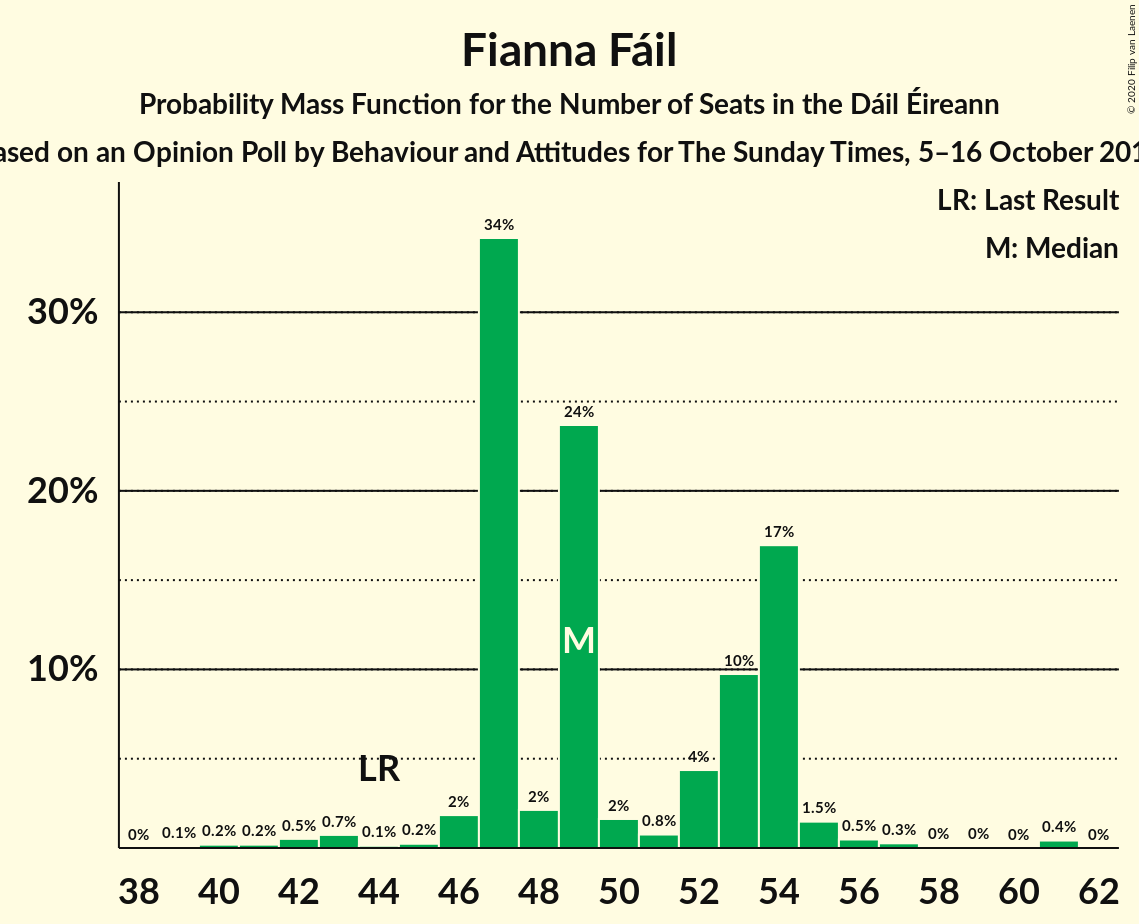 Fianna Fáil
Probability Mass Function for the Number of Seats in the Dáil Éireann
ased on an Opinion Poll by Behaviour and Attitudes for The Sunday Times, 5–16 October 201
© 2020 Filip van Laenen
LR: Last Result
M: Median
30%
20%
10%
0% 0.1% 0.2% 0.2% 0.5% 0.7% 0.1% 0.2% 2% 34% 2% 24% 2% 0.8% 4% 10% 17% 1.5% 0.5% 0.3% 0% 0% 0% 0.4% 0%
LR
M
38 40 42 44 46 48 50 52 54 56 58 60 62